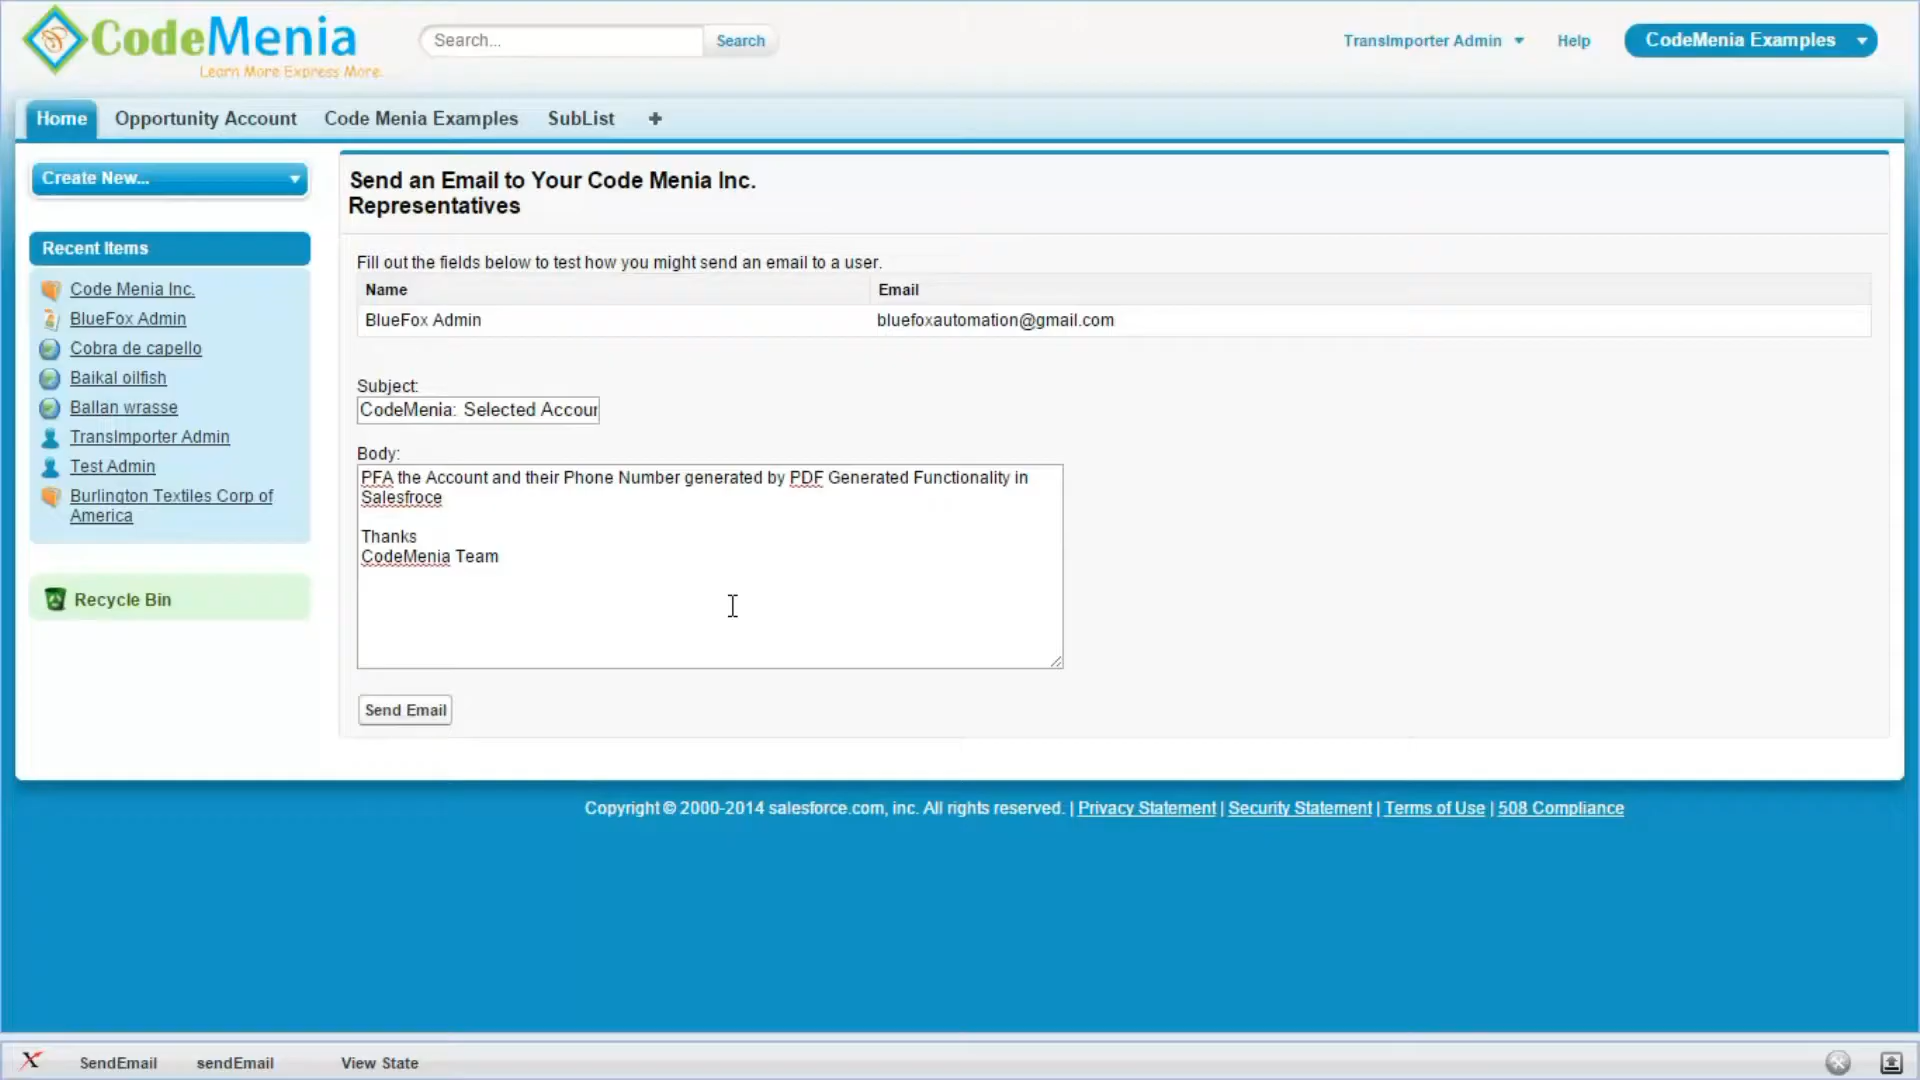 CodeMenia
Learn More Express More.
Search...
Search
TransImporter Admin
Help
CodeMenia Examples
Home
Opportunity Account
Code Menia Examples
SubList
+
Create New...
Recent Items
Code Menia Inc.
BlueFox Admin
Cobra de capello
Baikal oilfish
Ballan wrasse
TransImporter Admin
Test Admin
Burlington Textiles Corp of
America
Recycle Bin
Send an Email to Your Code Menia Inc.
Representatives
Fill out the fields below to test how you might send an email to a user.
Name Email
BlueFox Admin bluefoxautomation@gmail.com
Subject:
CodeMenia: Selected Accour
Body:
PFA the Account and their Phone Number generated by PDF Generated Functionality in
Salesfroce
Thanks
CodeMenia Team
Send Email
Copyright © 2000-2014 salesforce.com, inc. All rights reserved. | Privacy Statement | Security Statement | Terms of Use | 508 Compliance
SendEmail
sendEmail
View State